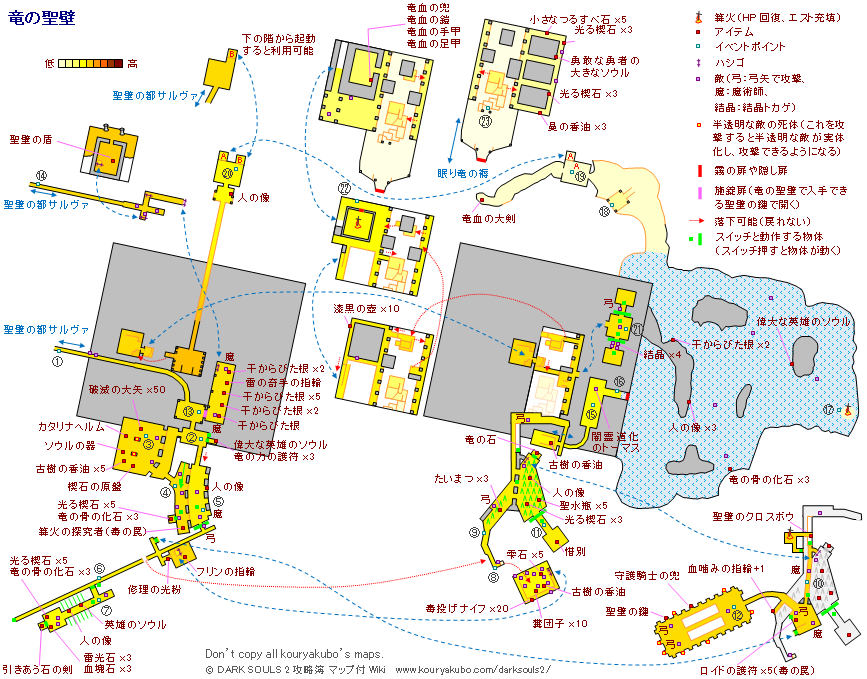 竜の聖壁
低
高
下の階から起動
すると利用可能
B
聖壁の都サルヴァ
聖壁の盾
⑭
聖壁の都サルヴァ
A
B
⑳
人の像
竜血の兜
竜血の鎧
竜血の手甲
竜血の足甲
小さなつるすべ石 ×5
光る楔石 ×3
勇敢な勇者の
大きなソウル
光る楔石 ×3
曼の香油 ×3
㉓
眠り竜の褥
A
⑲
竜血の大剣
⑱
篝火(HP回復、エスト充填)
アイテム
イベントポイント
ハシゴ
敵(弓:弓矢で攻撃、
魔:魔術師、
結晶:結晶トカゲ)
半透明な敵の死体(これを攻
撃すると半透明な敵が実体
化し、攻撃できるようになる)
霧の扉や隠し扉
施錠扉(竜の聖壁で入手でき
る聖壁の鍵で開く)
落下可能(戻れない)
スイッチと動作する物体
(スイッチ押すと物体が動く)
㉒
漆黒の壺 ×10
聖壁の都サルヴァ
①
破滅の大矢 ×50
カタリナヘルム
ソウルの器
古樹の香油 ×5
楔石の原盤
③
④
光る楔石 ×5
竜の骨の化石 ×3
篝火の探究者(毒の罠)
魔
干からびた根 ×2
雷の奇手の指輪
干からびた根 ×5
干からびた根 ×2
干からびた根
⑬
②
魔
偉大な英雄のソウル
竜の力の護符 ×3
人の像
⑤
魔
弓
光る楔石 ×5
竜の骨の化石 ×3
⑥
⑦
修理の光粉
フリンの指輪
英雄のソウル
人の像
雷光石 ×3
血塊石 ×3
引きあう石の剣
弓
㉑
結晶 ×4
⑯
⑮
闇霊 道化
のトーマス
弓
竜の石
古樹の香油
たいまつ ×3
弓
人の像
聖水瓶 ×5
光る楔石 ×3
⑨
⑪
惜別
⑧
雫石 ×5
古樹の香油
毒投げナイフ ×20
糞団子 ×10
偉大な英雄のソウル
干からびた根 ×2
⑰
人の像 ×3
竜の骨の化石 ×3
聖壁のクロスボウ
血噛みの指輪+1
守護騎士の兜
聖壁の鍵
弓
弓
⑫
魔
⑩
弓
魔
ロイドの護符 ×5(毒の罠)
Don't copy all kouryakubo's maps.
© DARK SOULS 2 攻略簿 マップ付 Wiki www.kouryakubo.com/darksouls2/